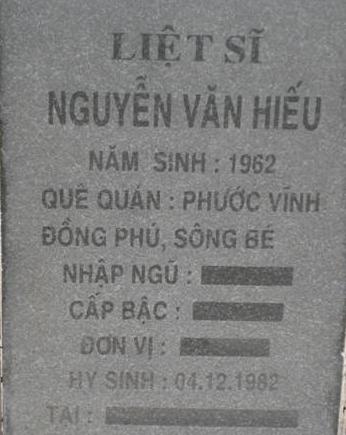 LIỆT SĨ
NGUYỄN VĂN HIẾU
NĂM SINH : 1962
QUÊ QUÁN : PHƯỚC VĨNH
ĐỒNG PHÚ, SÔNG BÉ
NHẬP NGŨ :
CẤP BẬC :
ĐƠN VỊ :
HY SINH : 04.12.1982
TẠI :